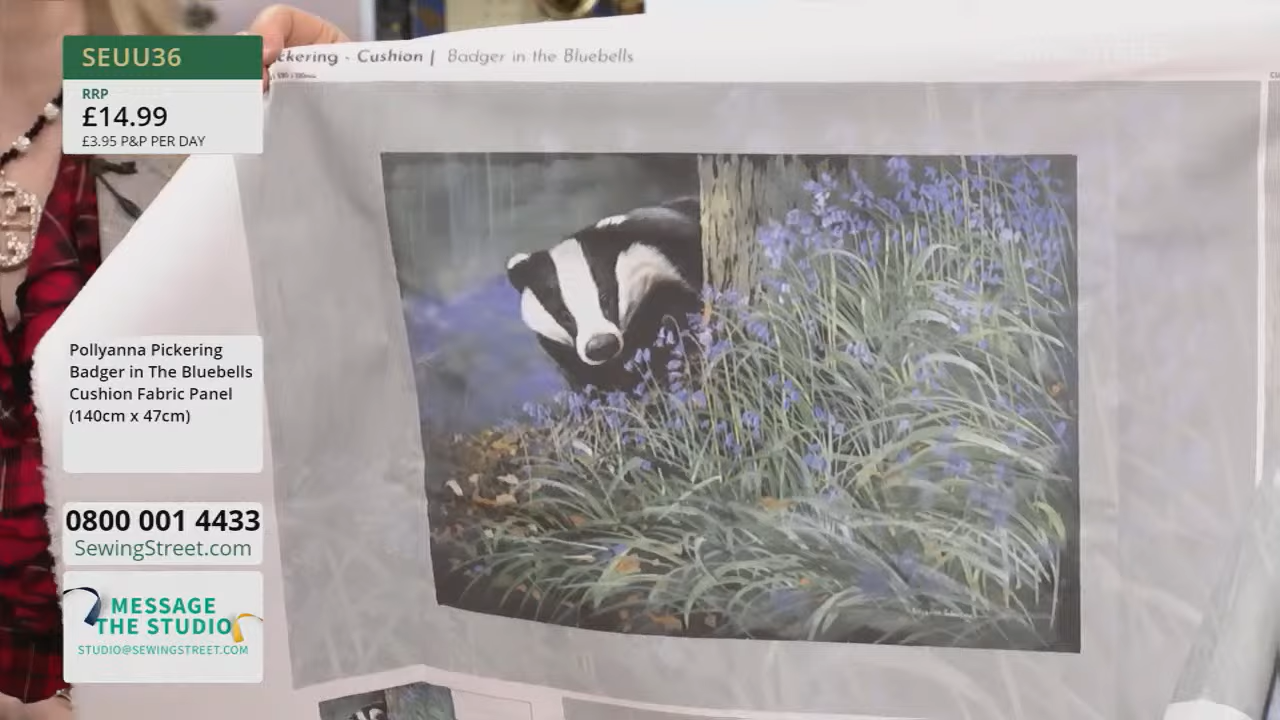 SEUU36
RRP
£14.99
£3.95 P&P PER DAY
ckering - Cushion | Badger in the Bluebells
Pollyanna Pickering
Badger in The Bluebells
Cushion Fabric Panel
(140cm x 47cm)
0800 001 4433
SewingStreet.com
MESSAGE
THE STUDIO
STUDIO@SEWINGSTREET.COM